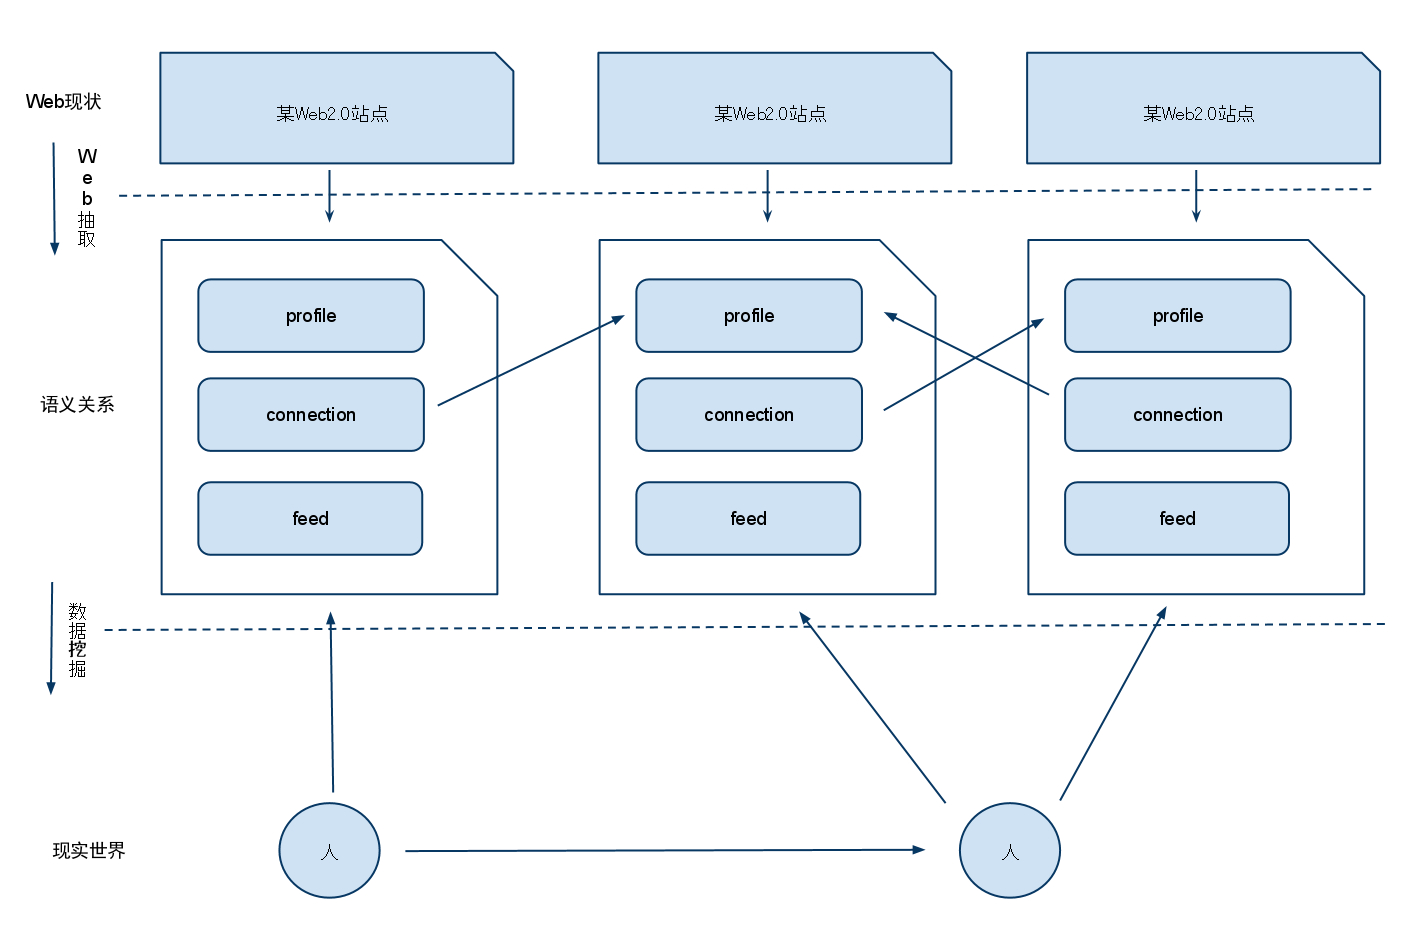 Web现状
某Web2.0站点
某Web2.0站点
某Web2.0站点
Web抽取
profile
profile
profile
语义关系
connection
connection
connection
feed
feed
feed
数据挖掘
现实世界
人
人